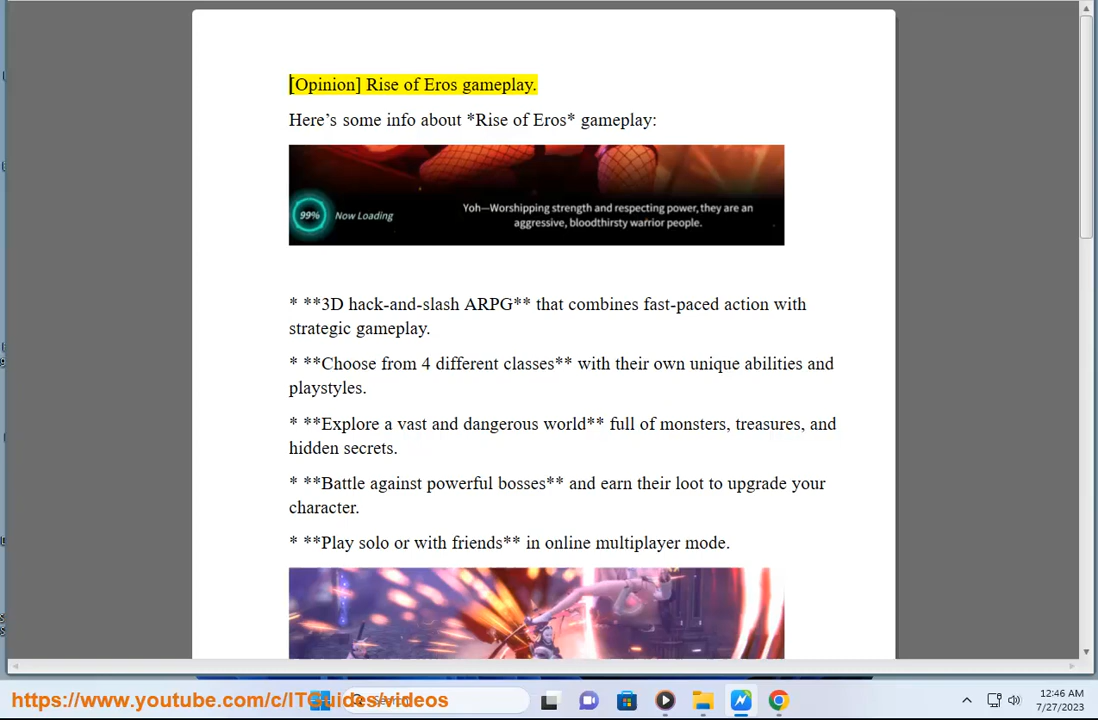 [Opinion] Rise of Eros gameplay.
Here’s some info about *Rise of Eros* gameplay:
99%
Now Loading
Yoh—Worshipping strength and respecting power, they are an
aggressive, bloodthirsty warrior people.
* **3D hack-and-slash ARPG** that combines fast-paced action with
strategic gameplay.
* **Choose from 4 different classes** with their own unique abilities and
playstyles.
* **Explore a vast and dangerous world** full of monsters, treasures, and
hidden secrets.
* **Battle against powerful bosses** and earn their loot to upgrade your
character.
* **Play solo or with friends** in online multiplayer mode.
https://www.youtube.com/c/ITGuides/videos
12:46 AM
7/27/2023